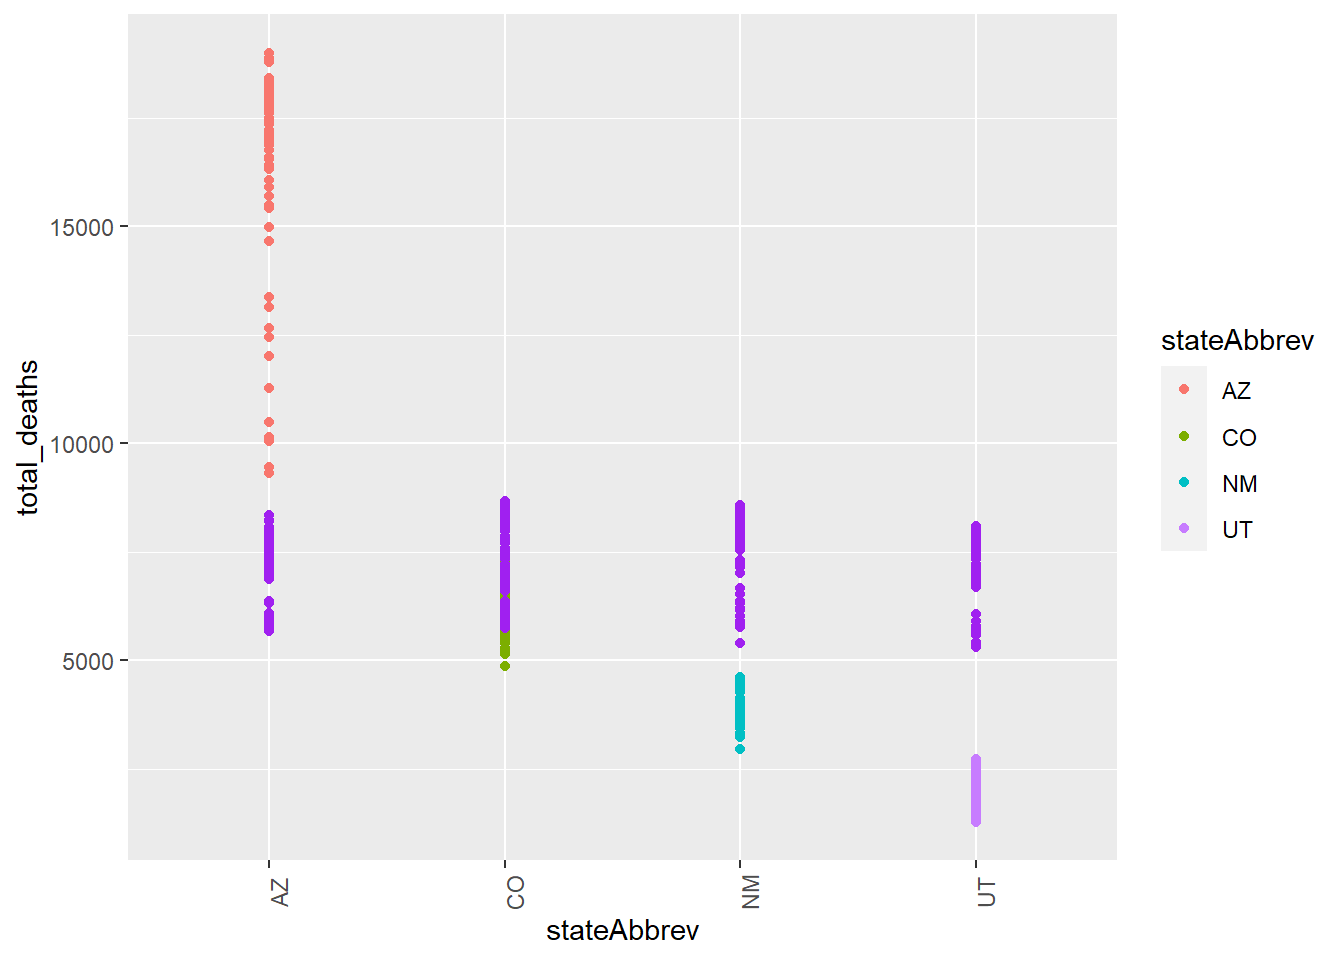 total_deaths
15000
10000
5000
AZ
CO
NM
UT
stateAbbrev
stateAbbrev
AZ
CO
NM
UT